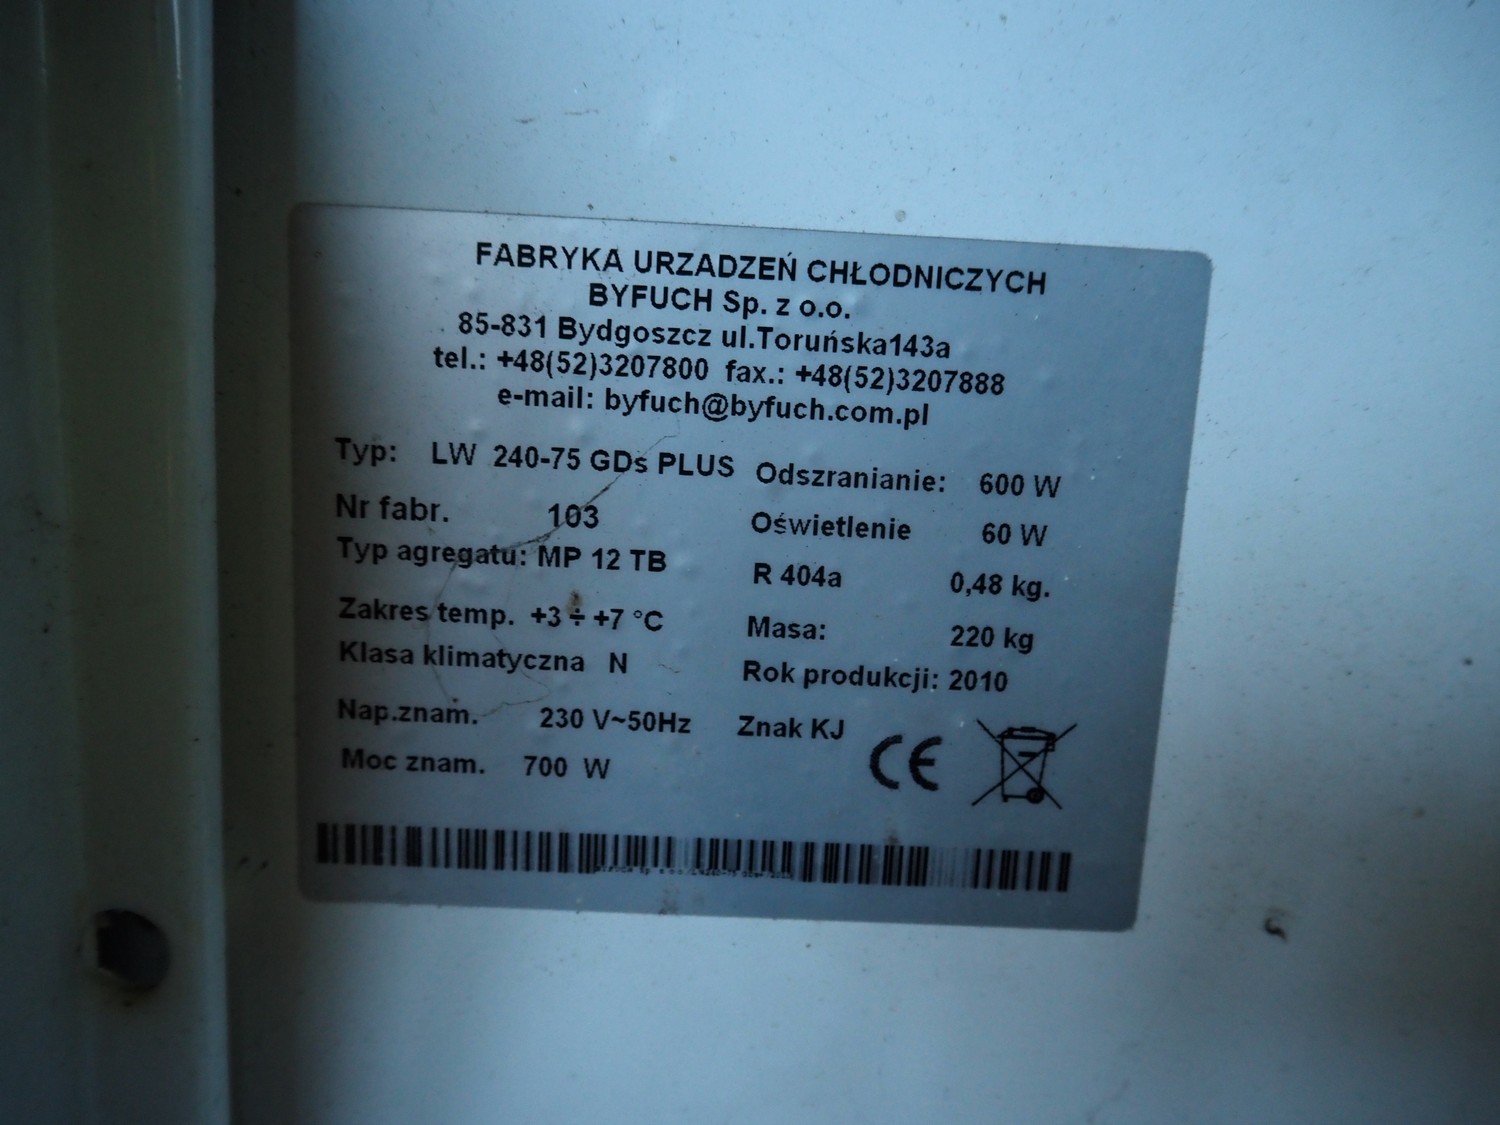 FABRYKA URZADZEŃ CHŁODNICZYCH
BYFUCH Sp. z o.o.
85-831 Bydgoszcz ul.Toruńska143a
tel.: +48(52)3207800 fax.: +48(52)3207888
e-mail: byfuch@byfuch.com.pl
Typ: LW 240-75 GDs PLUS Odszranianie: 600 W
Nr fabr. 103 Oświetlenie 60 W
Typ agregatu: MP 12 TB R 404a 0,48 kg.
Zakres temp. +3 ÷ +7 °C Masa: 220 kg
Klasa klimatyczna N Rok produkcji: 2010
Nap.znam. 230 V~50Hz Znak KJ CE
Moc znam. 700 W